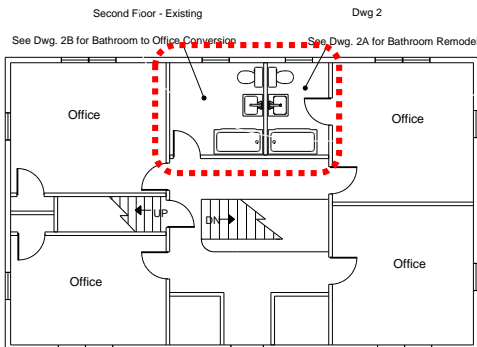 Second Floor - Existing
Dwg 2
See Dwg. 2B for Bathroom to Office Conversion
See Dwg. 2A for Bathroom Remodel
Office
Office
UP
DN
Office
Office